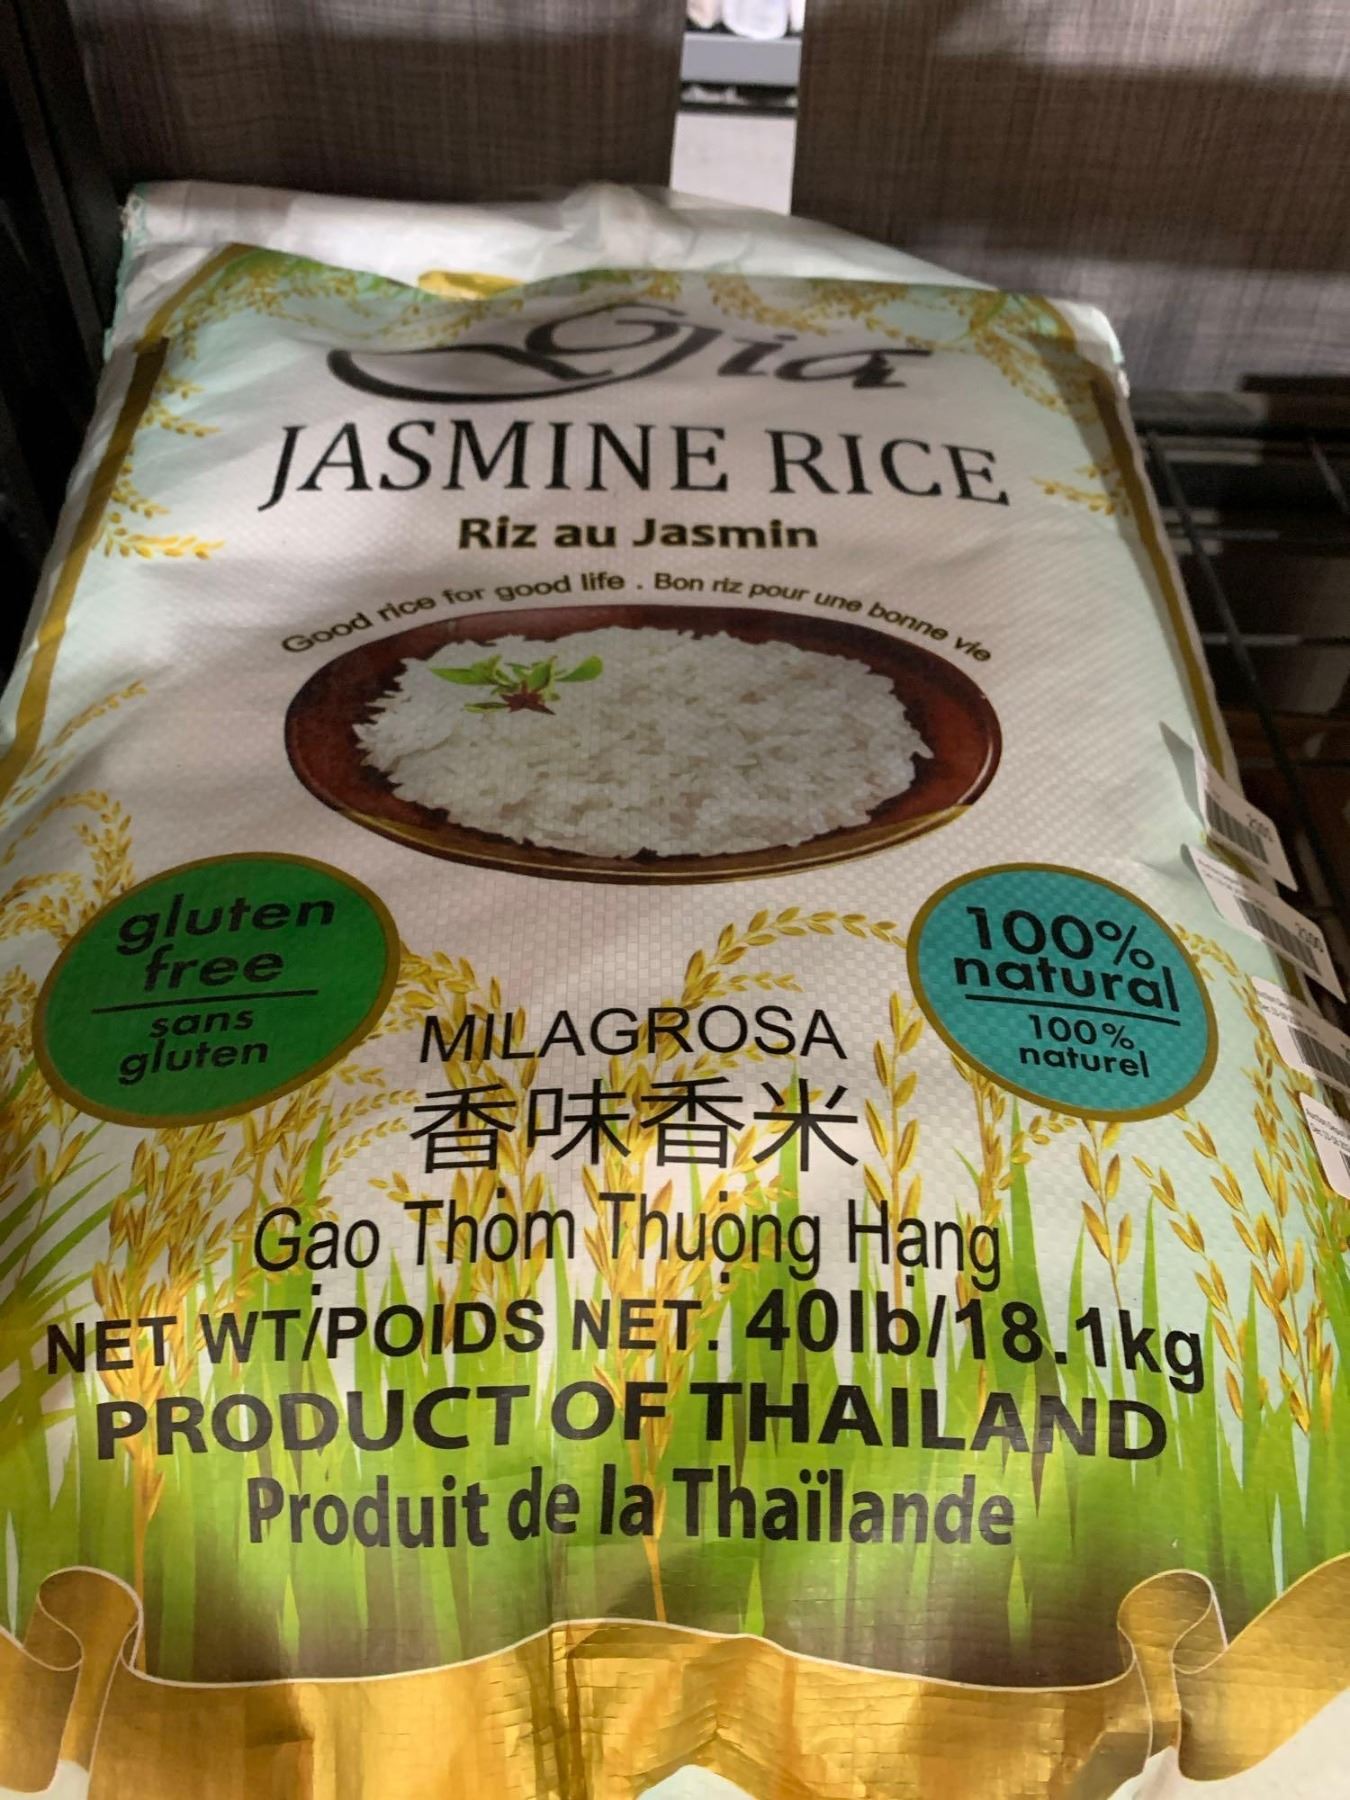 Gia
JASMINE RICE
Riz au Jasmin
Good rice for good life . Bon riz pour une bonne vie
gluten
free
sans
gluten
100%
natural
100%
naturel
MILAGROSA
香味香米
Gạo Thỏm Thuọng Hạng
NET WT/POIDS NET. 40lb/18.1kg
PRODUCT OF THAILAND
Produit de la Thaïlande